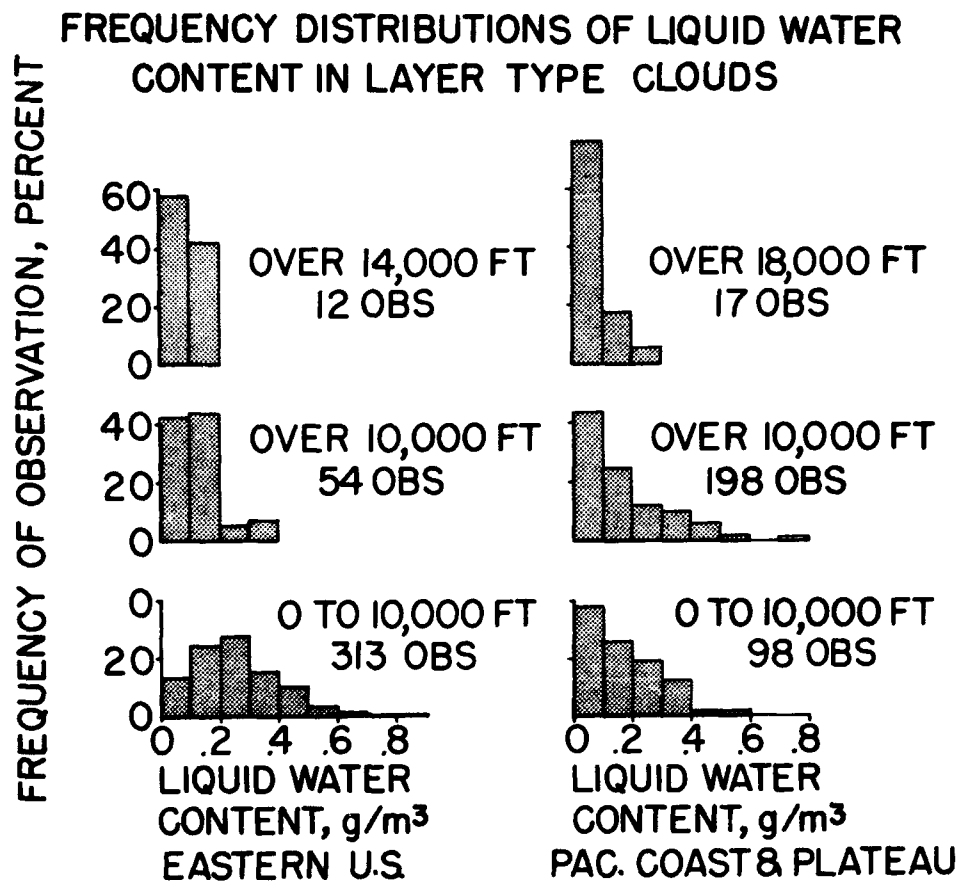 FREQUENCY DISTRIBUTIONS OF LIQUID WATER
CONTENT IN LAYER TYPE CLOUDS
FREQUENCY OF OBSERVATION, PERCENT
60
40
20
0
OVER 14,000 FT
12 OBS
OVER 18,000 FT
17 OBS
40
20
0
OVER 10,000 FT
54 OBS
OVER 10,000 FT
198 OBS
0
20
0
0 TO 10,000 FT
313 OBS
0 TO 10,000 FT
98 OBS
0 .2 .4 .6 .8
LIQUID WATER
CONTENT, g/m³
EASTERN U.S.
0 .2 .4 .6 .8
LIQUID WATER
CONTENT, g/m³
PAC. COAST & PLATEAU